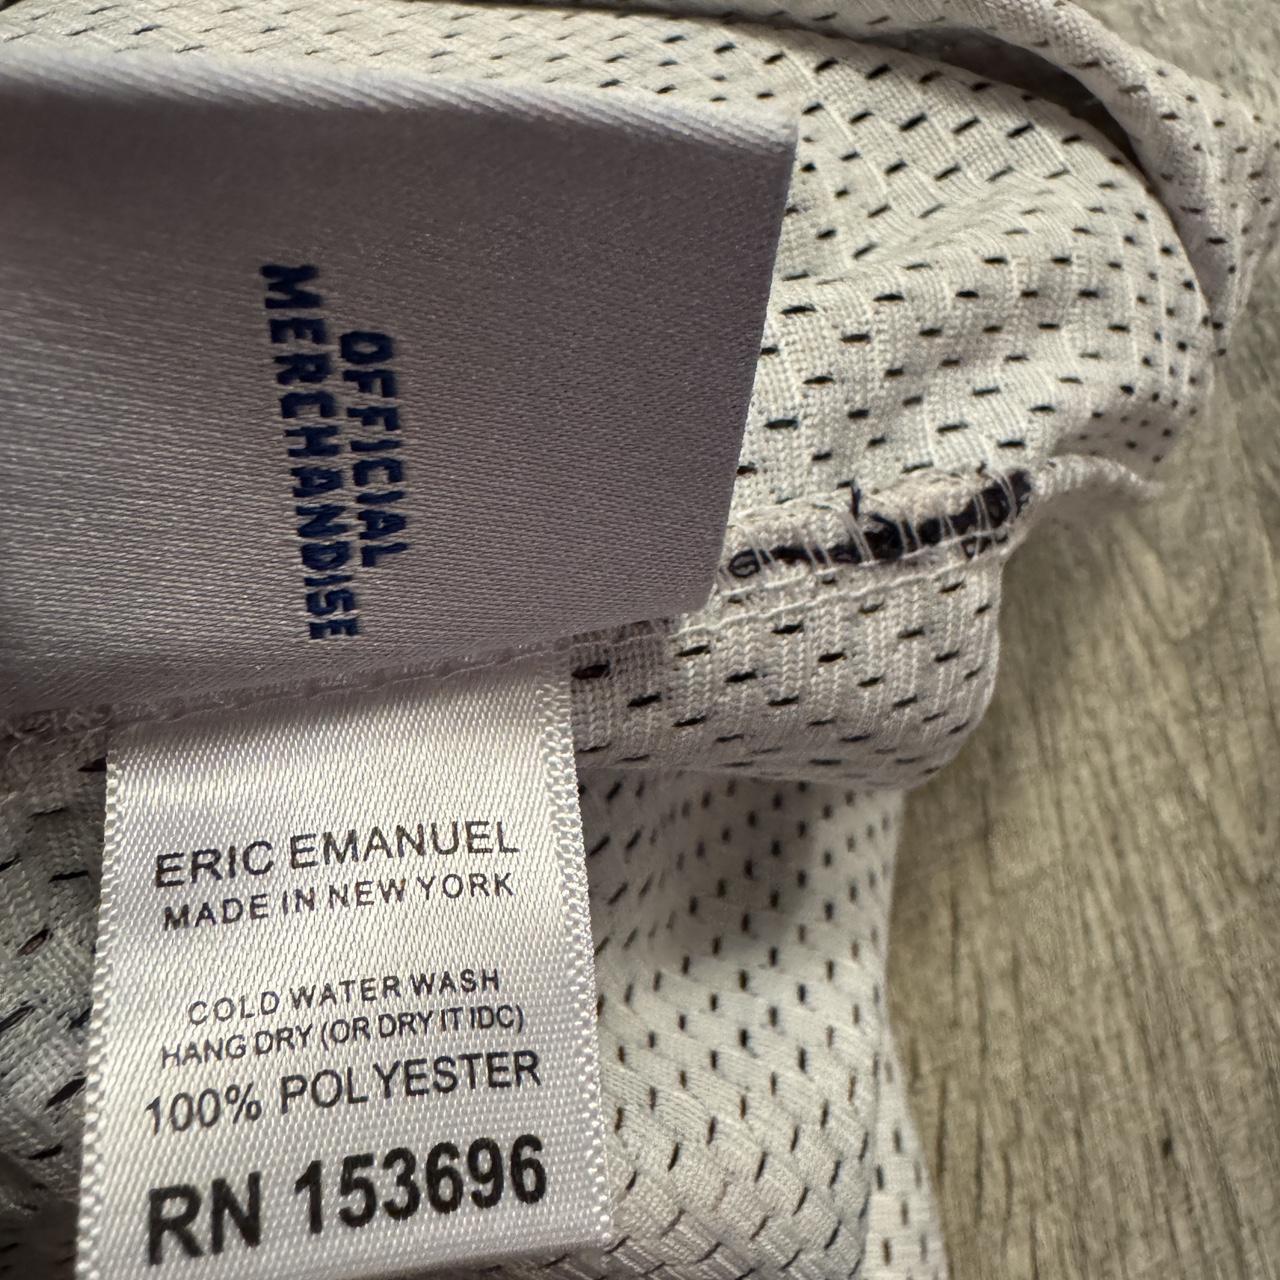 OFFICIAL
MERCHANDISE
ERIC EMANUEL
MADE IN NEW YORK
COLD WATER WASH
HANG DRY (OR DRY IT IDC)
100% POLYESTER
RN 153696